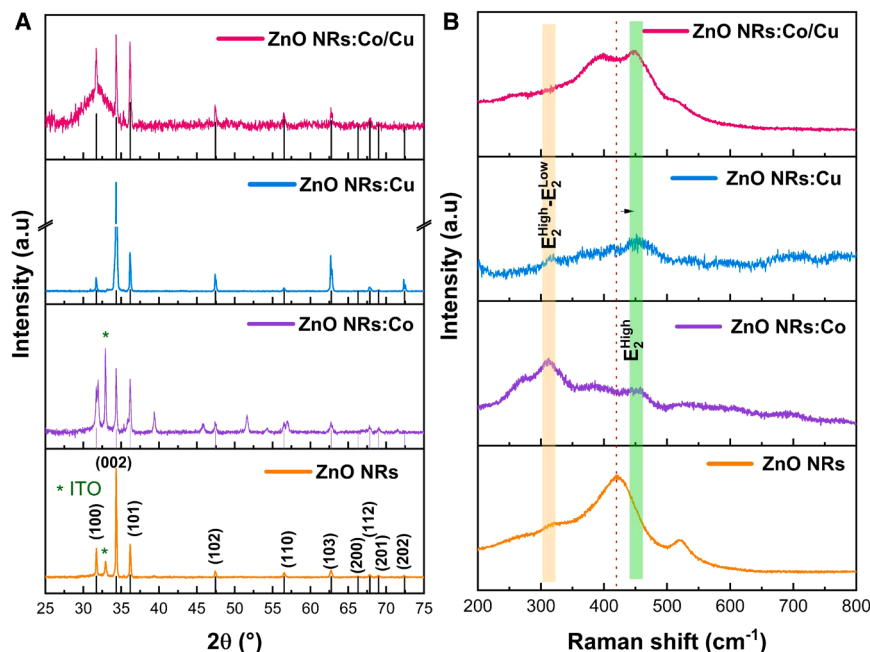 A
ZnO NRs:Co/Cu
ZnO NRs:Cu
*
ZnO NRs:Co
(002)
ZnO NRs
* ITO
(100)
*
(101)
(102)
(110)
(103)
(200)
(112)
(201)
(202)
25 30 35 40 45 50 55 60 65 70 75
2θ (°)
Intensity (a.u)
B
ZnO NRs:Co/Cu
E₂ᴴⁱᵍʰ-E₂ᴸᵒʷ
ZnO NRs:Cu
E₂ᴴⁱᵍʰ
ZnO NRs:Co
ZnO NRs
200 300 400 500 600 700 800
Raman shift (cm⁻¹)
Intensity (a.u)